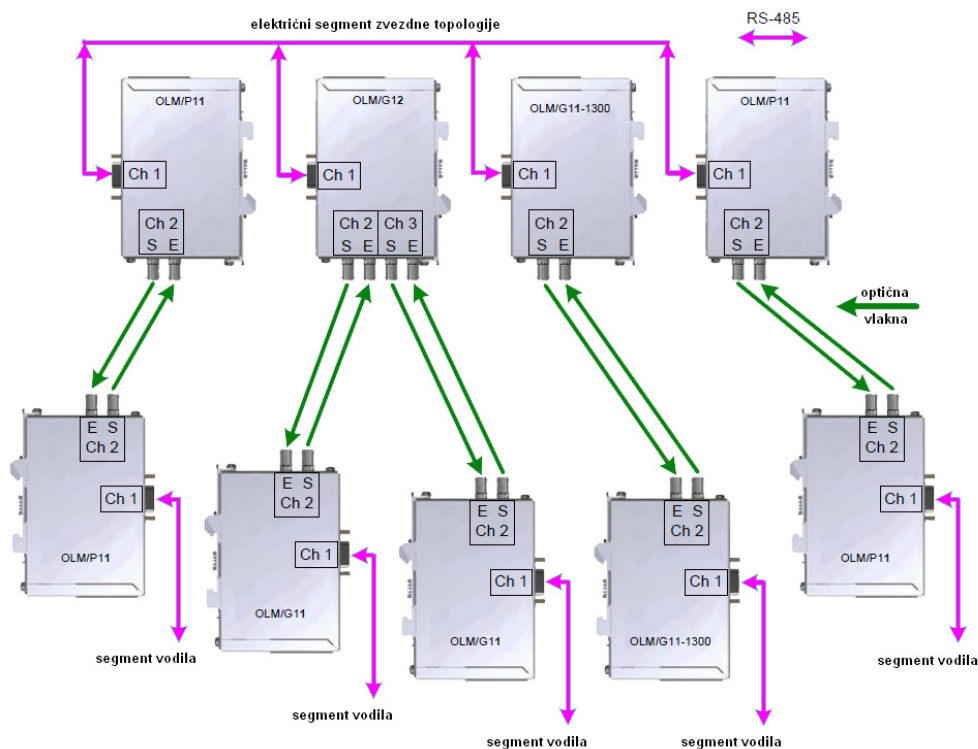 električni segment zvezdne topologije
RS-485
OLM/P11
OLM/G12
OLM/G11-1300
OLM/P11
Ch 1
Ch 1
Ch 1
Ch 1
Ch 2
S E
Ch 2 Ch 3
S E S E
Ch 2
S E
Ch 2
S E
optična
vlakna
E S
Ch 2
Ch 1
OLM/P11
segment vodila
E S
Ch 2
Ch 1
OLM/G11
segment vodila
E S
Ch 2
Ch 1
OLM/G11
segment vodila
E S
Ch 2
Ch 1
OLM/G11-1300
segment vodila
E S
Ch 2
Ch 1
OLM/P11
segment vodila